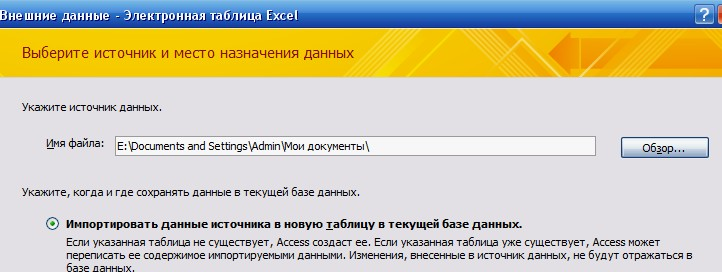 Внешние данные - Электронная таблица Excel
Выберите источник и место назначения данных
Укажите источник данных.
Имя файла: E:\Documents and Settings\Admin\Мои документы\ Обзор...
Укажите, когда и где сохранять данные в текущей базе данных.
Импортировать данные источника в новую таблицу в текущей базе данных.
Если указанная таблица не существует, Access создаст ее. Если указанная таблица уже существует, Access может
переписать ее содержимое импортируемыми данными. Изменения, внесенные в источник данных, не будут отражаться в
базе данных.